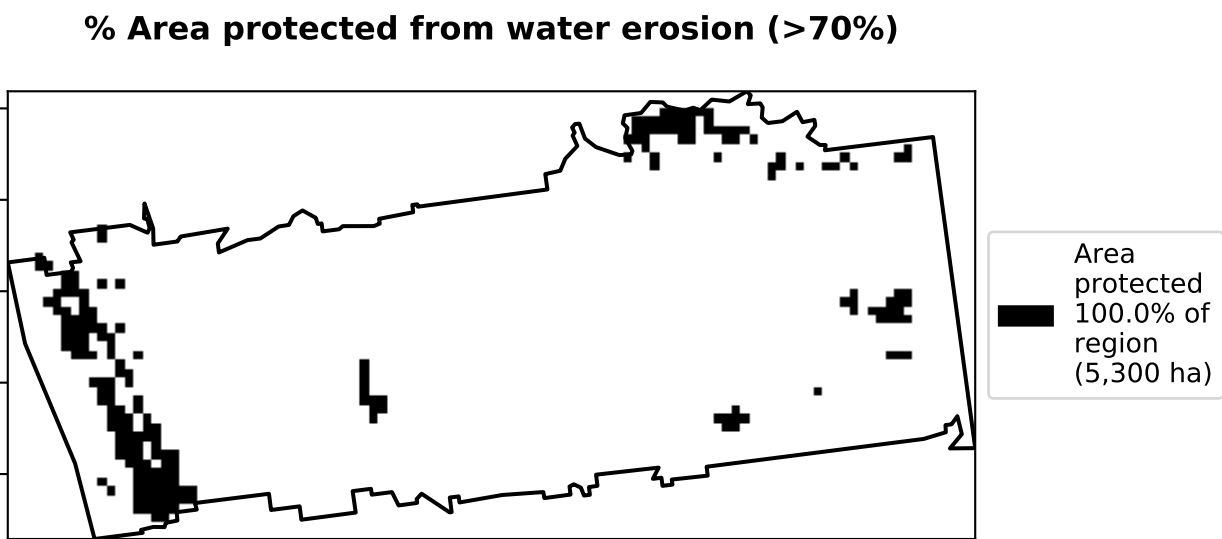 % Area protected from water erosion (>70%)
Area
protected
100.0% of
region
(5,300 ha)